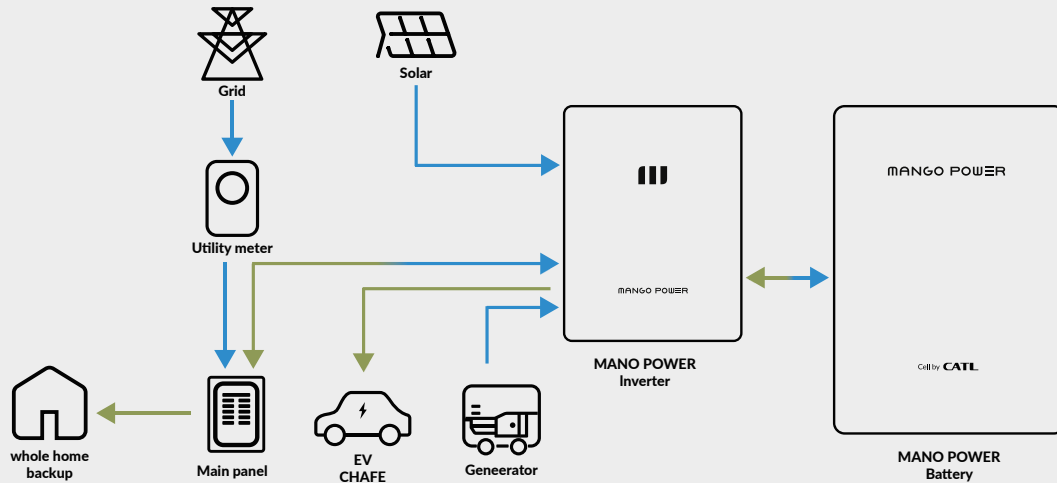 Grid
Solar
MANGO POWER
Utility meter
MANGO POWER
Cell by CATL
MANO POWER
Inverter
whole home
backup
Main panel
EV
CHAFE
Geneerator
MANO POWER
Battery